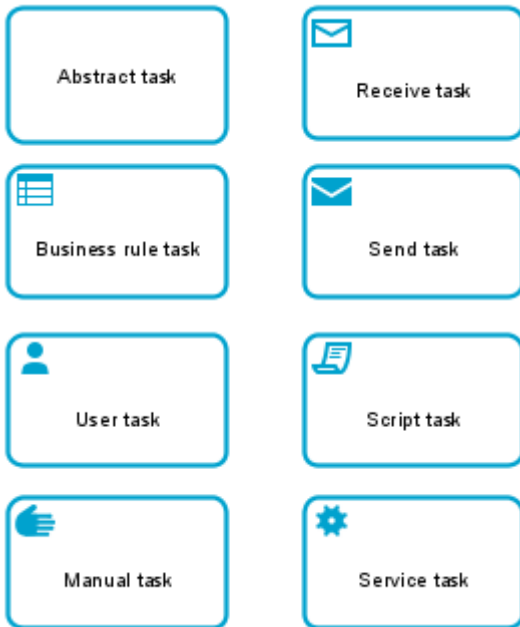 Abstract task
Receive task
Business rule task
Send task
User task
Script task
Manual task
Service task